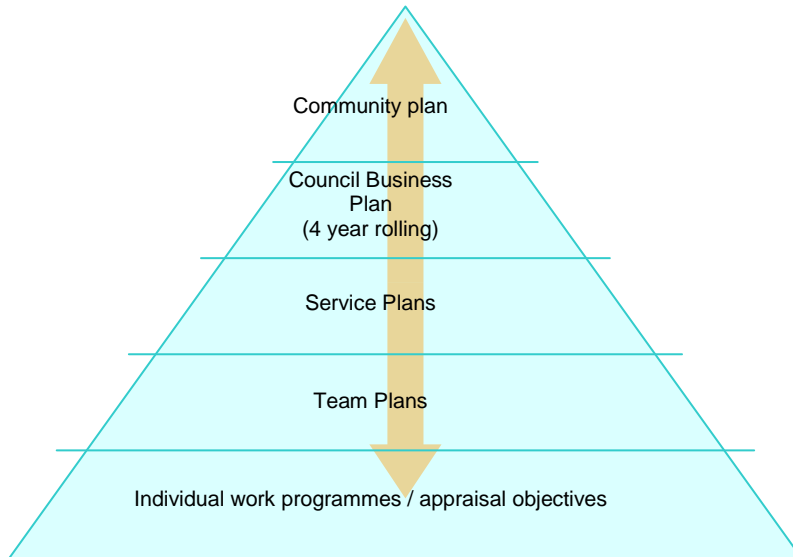 Community plan
Council Business
Plan
(4 year rolling)
Service Plans
Team Plans
Individual work programmes / appraisal objectives